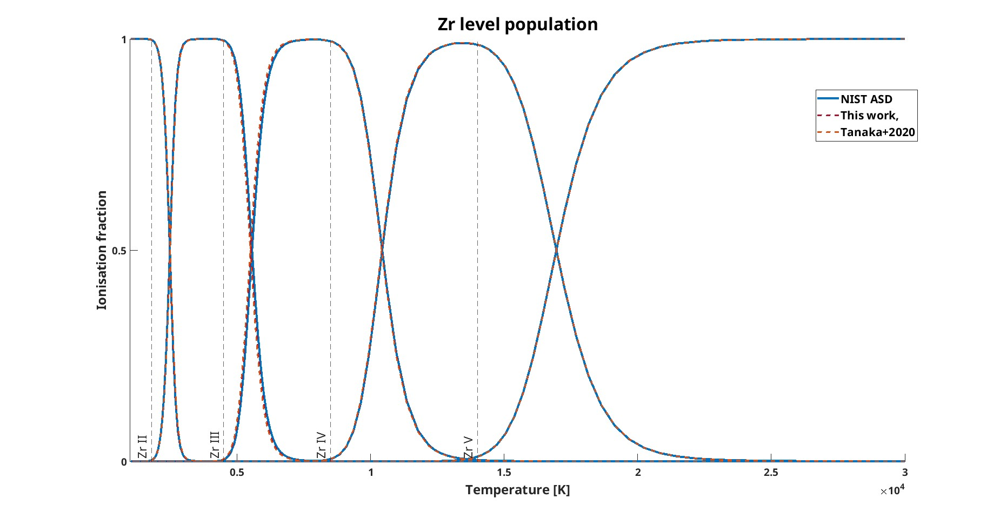 Zr level population
1
0.5
0
Ionisation fraction
Zr II
Zr III
Zr IV
Zr V
NIST ASD
This work,
Tanaka+2020
0.5
1
1.5
2
2.5
3
Temperature [K]
×10⁴